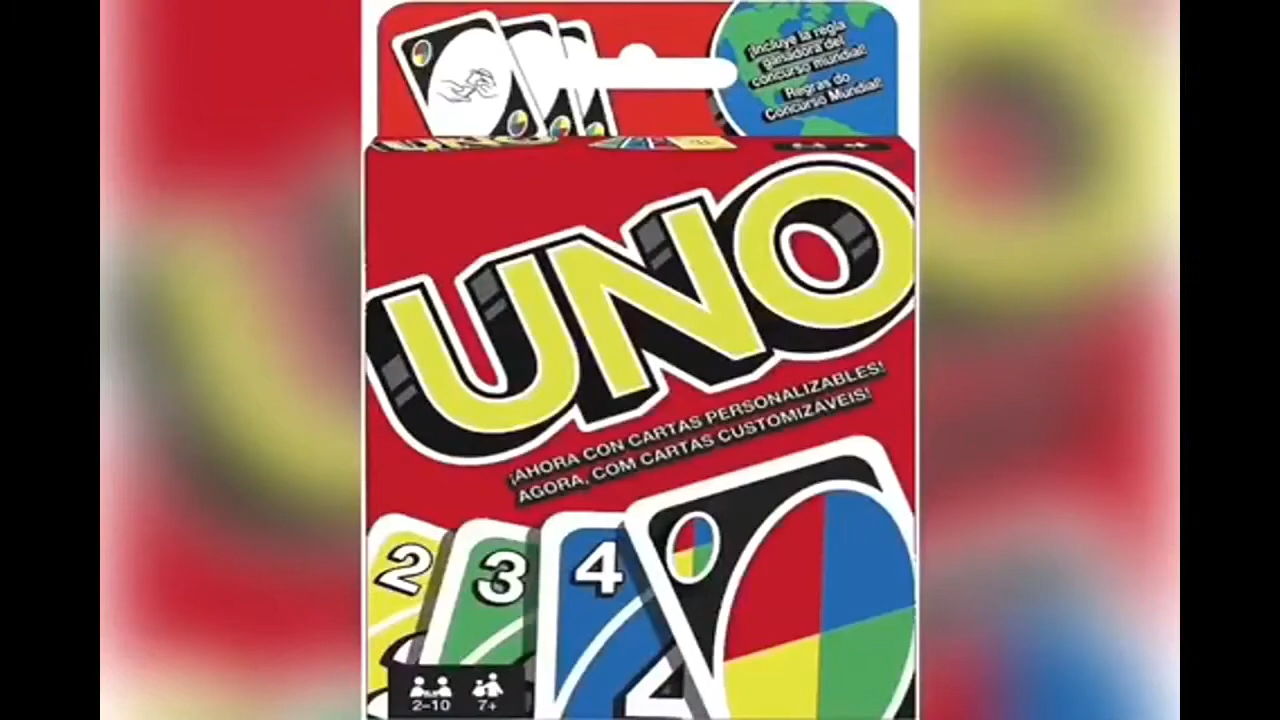 ¡Incluye la regla
ganadora del
concurso mundial!
Regras do
Concurso Mundial!
UNO
¡AHORA CON CARTAS PERSONALIZABLES!
AGORA, COM CARTAS CUSTOMIZÁVEIS!
2 3 4
2-10 7+